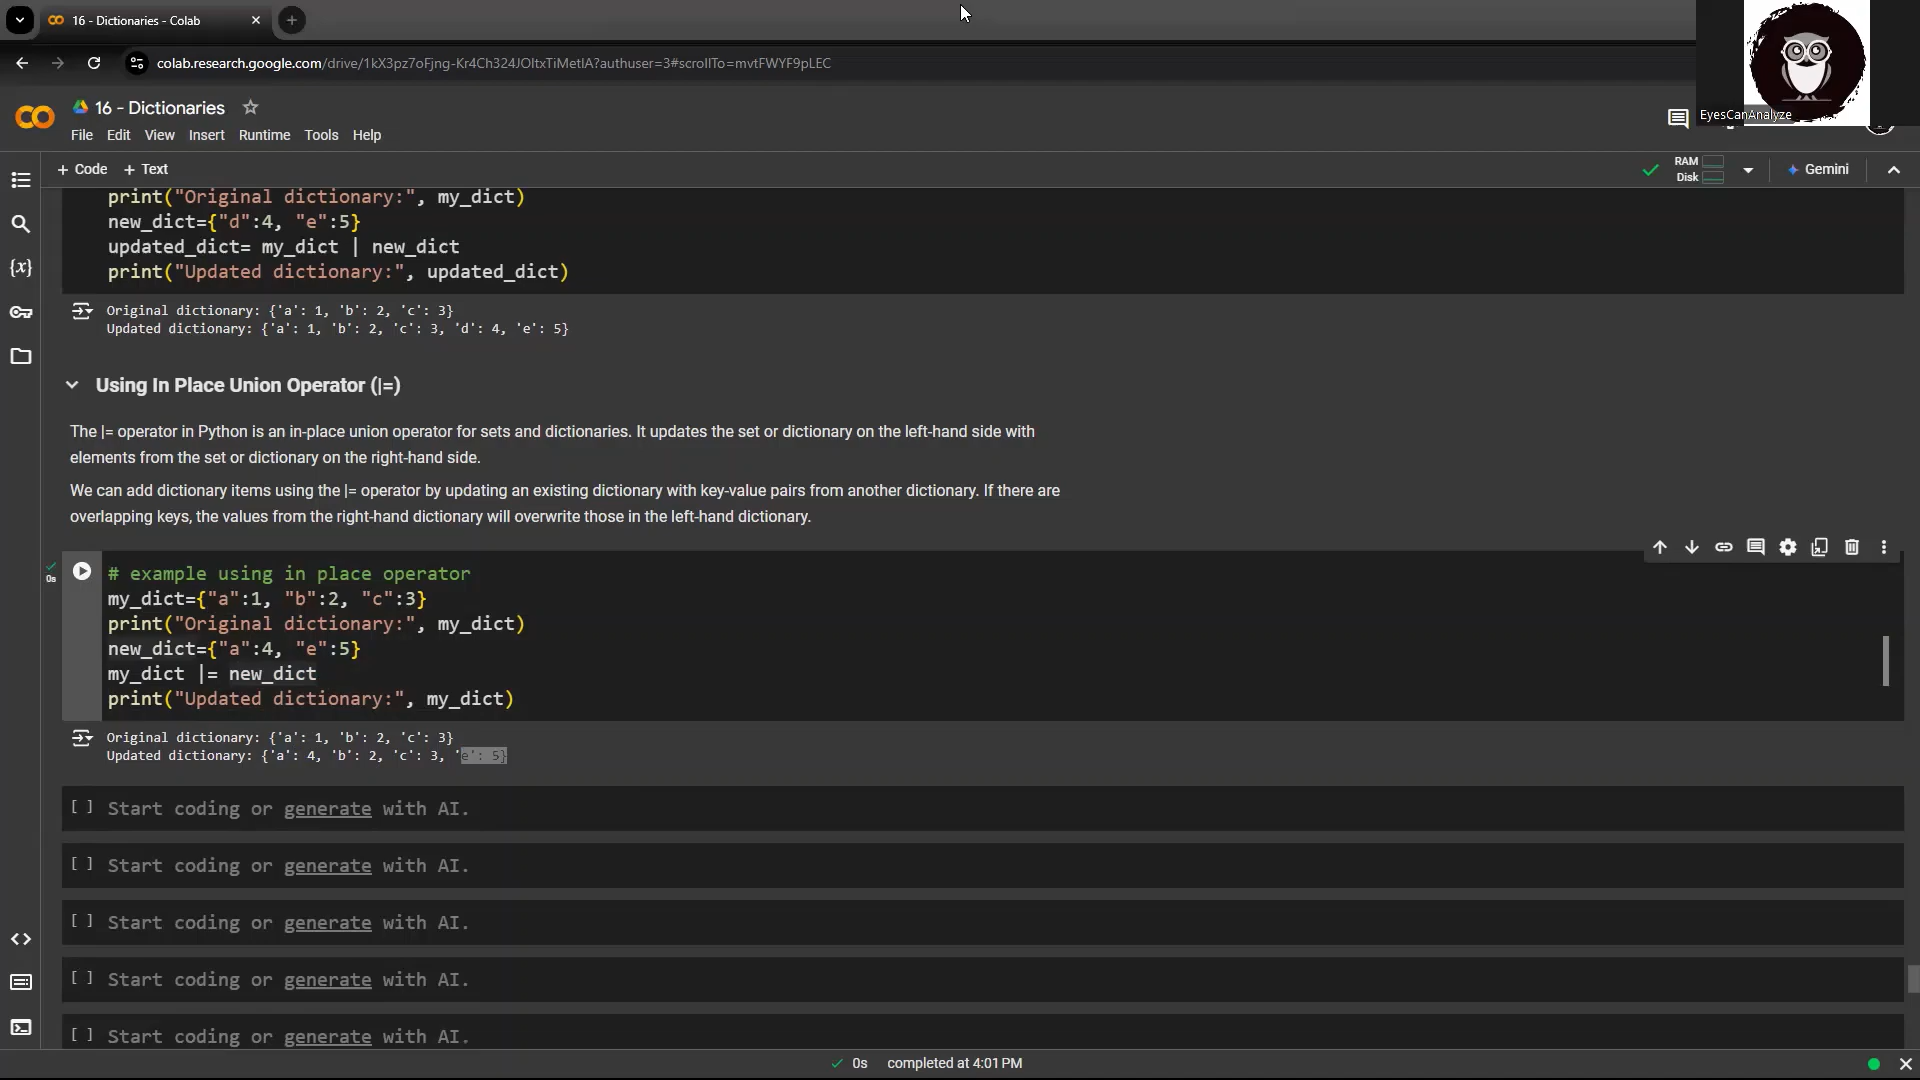 16 - Dictionaries - Colab
colab.research.google.com/drive/1kX3pz7oFjng-Kr4Ch324JOltxTiMetlA?authuser=3#scrollTo=mvtFWYF9pLEC
EyesCanAnalyze
CO
16 - Dictionaries
File Edit View Insert Runtime Tools Help
+ Code + Text
RAM
Disk
Gemini
print("Original dictionary:", my_dict)
new_dict={"d":4, "e":5}
updated_dict= my_dict | new_dict
print("Updated dictionary:", updated_dict)
Original dictionary: {'a': 1, 'b': 2, 'c': 3}
Updated dictionary: {'a': 1, 'b': 2, 'c': 3, 'd': 4, 'e': 5}
Using In Place Union Operator (|=)
The |= operator in Python is an in-place union operator for sets and dictionaries. It updates the set or dictionary on the left-hand side with
elements from the set or dictionary on the right-hand side.
We can add dictionary items using the |= operator by updating an existing dictionary with key-value pairs from another dictionary. If there are
overlapping keys, the values from the right-hand dictionary will overwrite those in the left-hand dictionary.
0s
# example using in place operator
my_dict={"a":1, "b":2, "c":3}
print("Original dictionary:", my_dict)
new_dict={"a":4, "e":5}
my_dict |= new_dict
print("Updated dictionary:", my_dict)
Original dictionary: {'a': 1, 'b': 2, 'c': 3}
Updated dictionary: {'a': 4, 'b': 2, 'c': 3, 'e': 5}
[ ] Start coding or generate with AI.
[ ] Start coding or generate with AI.
[ ] Start coding or generate with AI.
[ ] Start coding or generate with AI.
[ ] Start coding or generate with AI.
0s completed at 4:01 PM